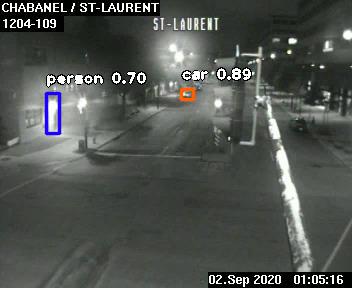 CHABANEL / ST-LAURENT
1204-109
ST-LAURENT
person 0.70
car 0.89
02.Sep 2020 01:05:16